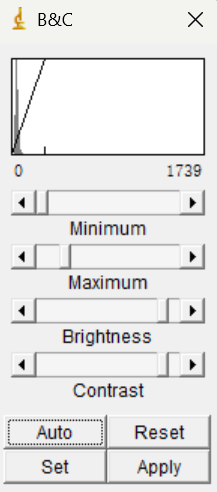 B&C
0 1739
Minimum
Maximum
Brightness
Contrast
Auto Reset
Set Apply